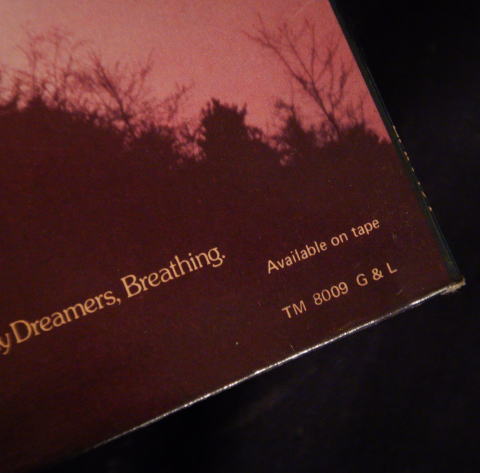 Dreamers, Breathing.
Available on tape
TM 8009 G & L